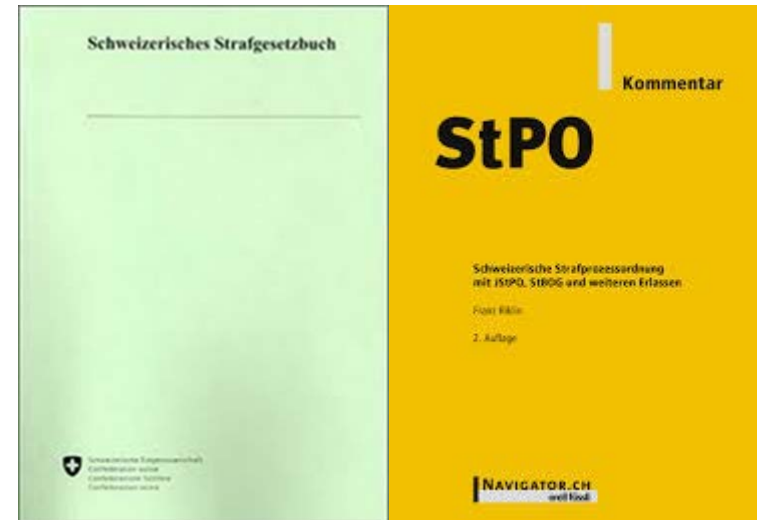 Schweizerisches Strafgesetzbuch
Schweizerische Eidgenossenschaft
Confédération suisse
Confederazione Svizzera
Confederaziun svizra
Kommentar
StPO
Schweizerische Strafprozessordnung
mit JStPO, StBOG und weiteren Erlassen
Franz Riklin
2. Auflage
NAVIGATOR.CH
orell füssli